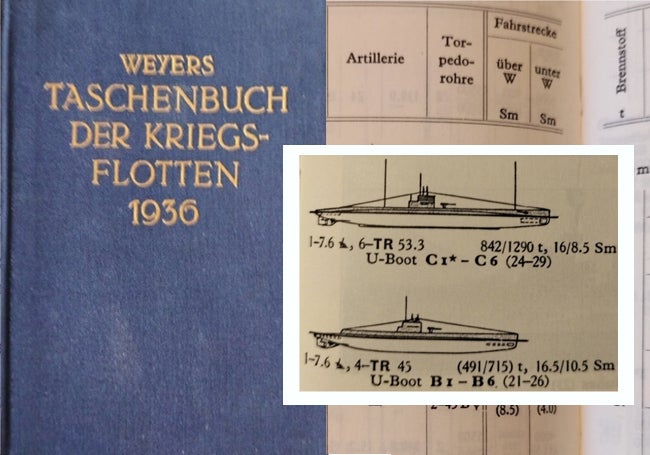 WEYERS
TASCHENBUCH
DER KRIEGS-
FLOTTEN
1936
Artillerie
Tor-
pedo-
rohre
Fahrstrecke
über
W
Sm
unter
W
Sm
Brennstoff
t
m
1–7.6 , 6–TR 53.3 842/1290 t, 16/8.5 Sm
U-Boot C1* – C6 (24–29)
1–7.6 , 4–TR 45 (491/715) t, 16.5/10.5 Sm
U-Boot B1 – B6 (21–26)
(8.5) (4.0)